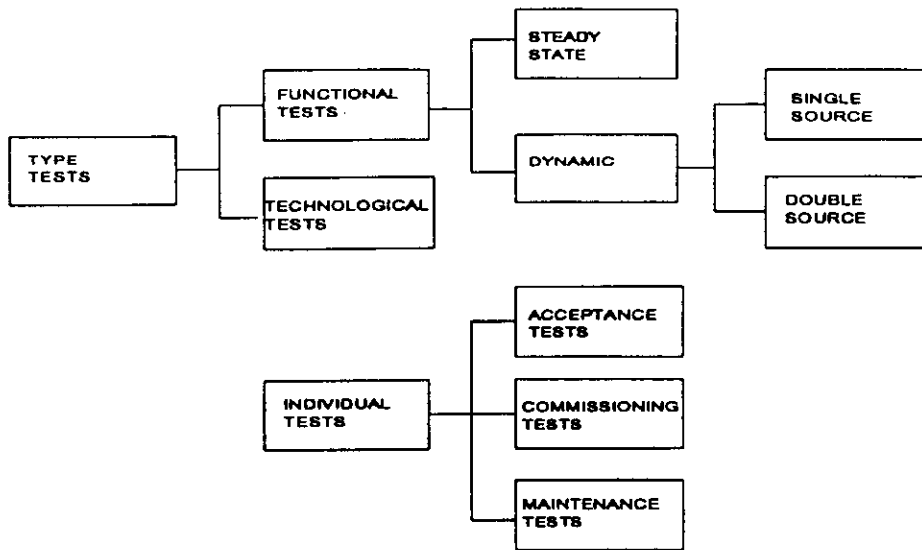 STEADY
STATE
FUNCTIONAL
TESTS
SINGLE
SOURCE
TYPE
TESTS
DYNAMIC
TECHNOLOGICAL
TESTS
DOUBLE
SOURCE
ACCEPTANCE
TESTS
INDIVIDUAL
TESTS
COMMISSIONING
TESTS
MAINTENANCE
TESTS